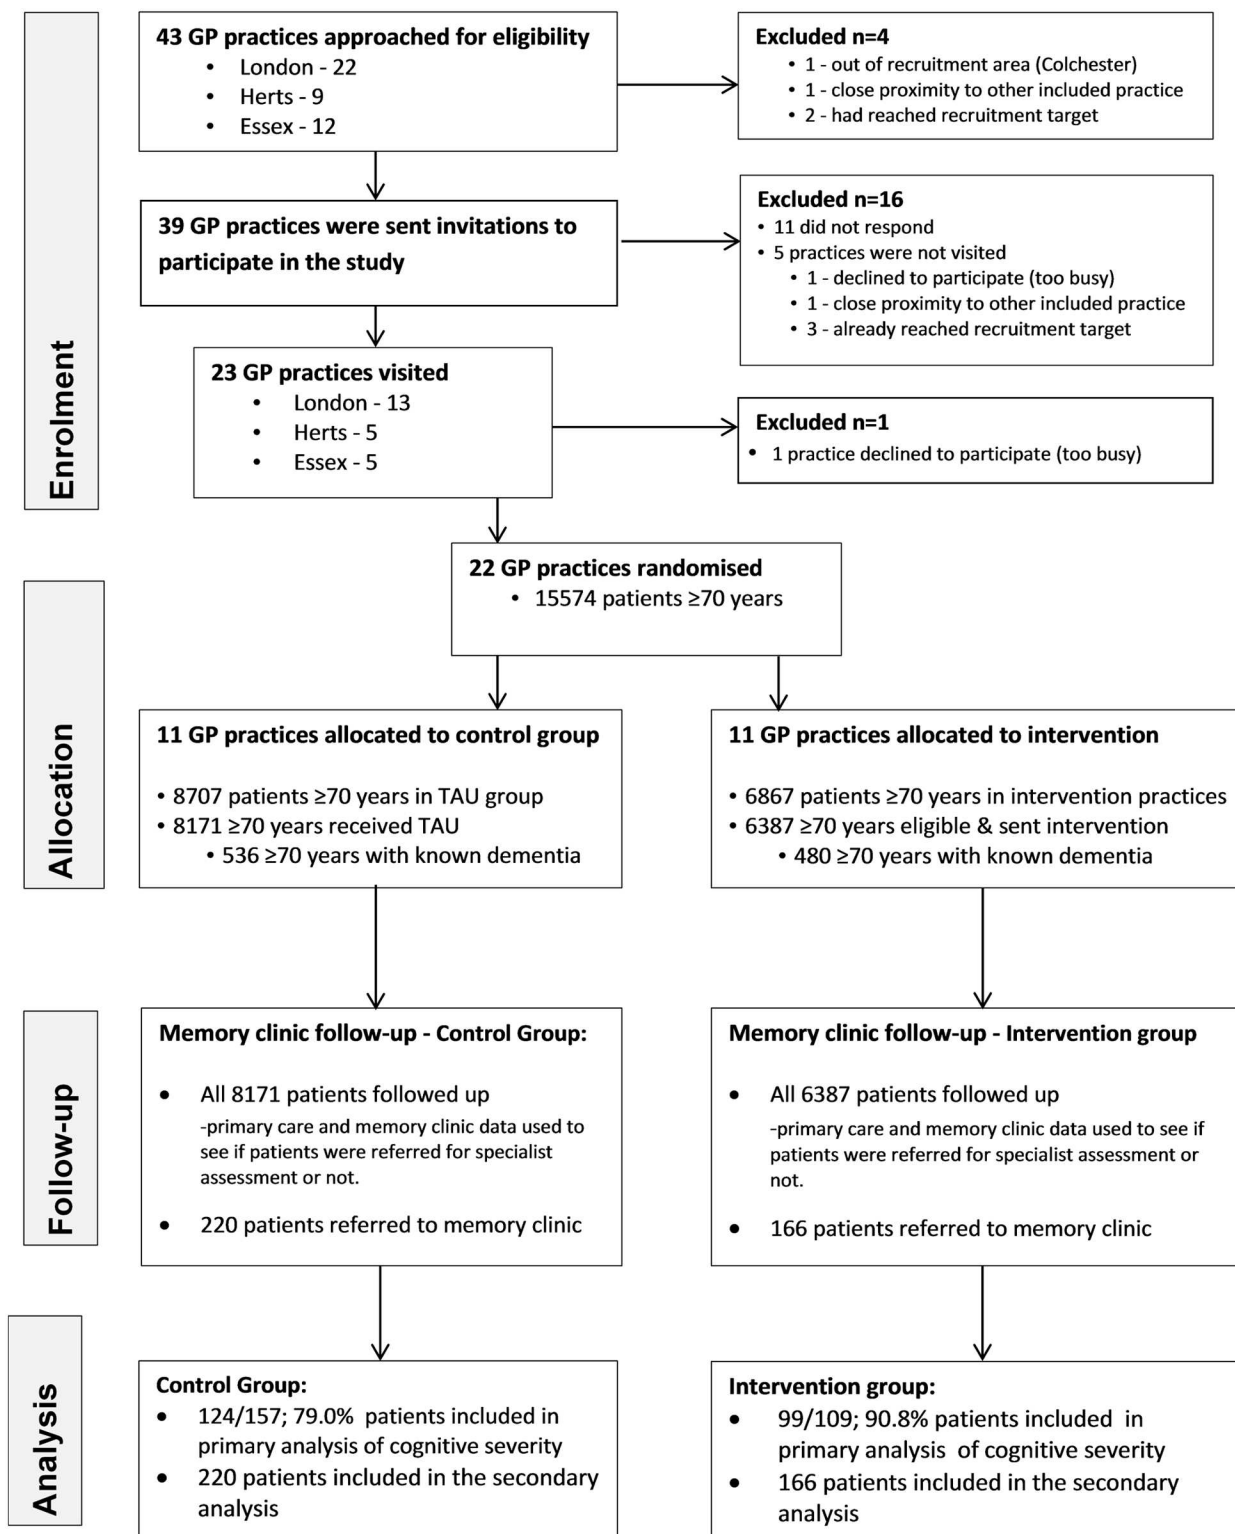 Enrolment
43 GP practices approached for eligibility
• London - 22
• Herts - 9
• Essex - 12
Excluded n=4
• 1 - out of recruitment area (Colchester)
• 1 - close proximity to other included practice
• 2 - had reached recruitment target
39 GP practices were sent invitations to
participate in the study
Excluded n=16
• 11 did not respond
• 5 practices were not visited
• 1 - declined to participate (too busy)
• 1 - close proximity to other included practice
• 3 - already reached recruitment target
23 GP practices visited
• London - 13
• Herts - 5
• Essex - 5
Excluded n=1
• 1 practice declined to participate (too busy)
22 GP practices randomised
• 15574 patients ≥70 years
Allocation
11 GP practices allocated to control group
• 8707 patients ≥70 years in TAU group
• 8171 ≥70 years received TAU
• 536 ≥70 years with known dementia
11 GP practices allocated to intervention
• 6867 patients ≥70 years in intervention practices
• 6387 ≥70 years eligible & sent intervention
• 480 ≥70 years with known dementia
Follow-up
Memory clinic follow-up - Control Group:
• All 8171 patients followed up
-primary care and memory clinic data used to
see if patients were referred for specialist
assessment or not.
• 220 patients referred to memory clinic
Memory clinic follow-up - Intervention group
• All 6387 patients followed up
-primary care and memory clinic data used to see if
patients were referred for specialist assessment or
not.
• 166 patients referred to memory clinic
Analysis
Control Group:
• 124/157; 79.0% patients included in
primary analysis of cognitive severity
• 220 patients included in the secondary
analysis
Intervention group:
• 99/109; 90.8% patients included in
primary analysis of cognitive severity
• 166 patients included in the secondary
analysis